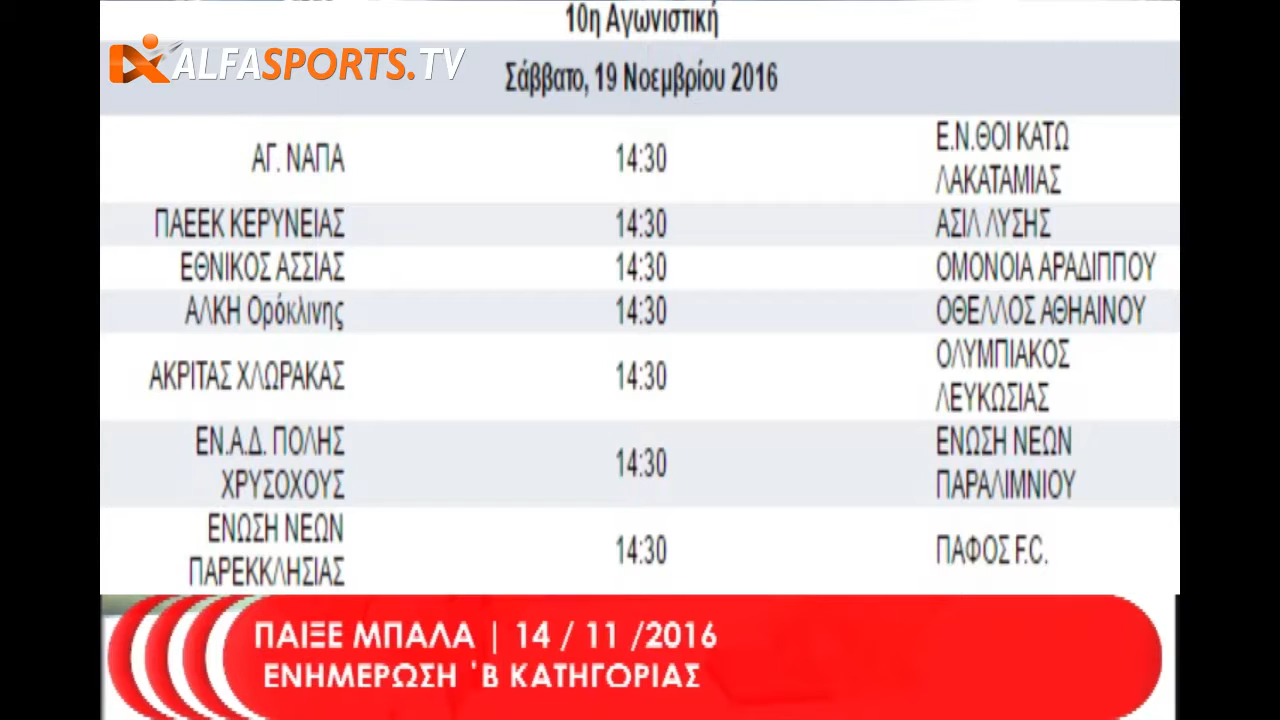 10η Αγωνιστική
ALFASPORTS.TV
Σάββατο, 19 Νοεμβρίου 2016
ΑΓ. ΝΑΠΑ 14:30 Ε.Ν.ΘΟΙ ΚΑΤΩ
ΛΑΚΑΤΑΜΙΑΣ
ΠΑΕΕΚ ΚΕΡΥΝΕΙΑΣ 14:30 ΑΣΙΛ ΛΥΣΗΣ
ΕΘΝΙΚΟΣ ΑΣΣΙΑΣ 14:30 ΟΜΟΝΟΙΑ ΑΡΑΔΙΠΠΟΥ
ΑΛΚΗ Ορόκλινης 14:30 ΟΘΕΛΛΟΣ ΑΘΗΑΙΝΟΥ
ΑΚΡΙΤΑΣ ΧΛΩΡΑΚΑΣ 14:30 ΟΛΥΜΠΙΑΚΟΣ
ΛΕΥΚΩΣΙΑΣ
ΕΝ.Α.Δ. ΠΟΛΗΣ
ΧΡΥΣΟΧΟΥΣ 14:30 ΕΝΩΣΗ ΝΕΩΝ
ΠΑΡΑΛΙΜΝΙΟΥ
ΕΝΩΣΗ ΝΕΩΝ
ΠΑΡΕΚΚΛΗΣΙΑΣ 14:30 ΠΑΦΟΣ F.C.
ΠΑΙΞΕ ΜΠΑΛΑ | 14 / 11 /2016
ΕΝΗΜΕΡΩΣΗ ΄Β ΚΑΤΗΓΟΡΙΑΣ